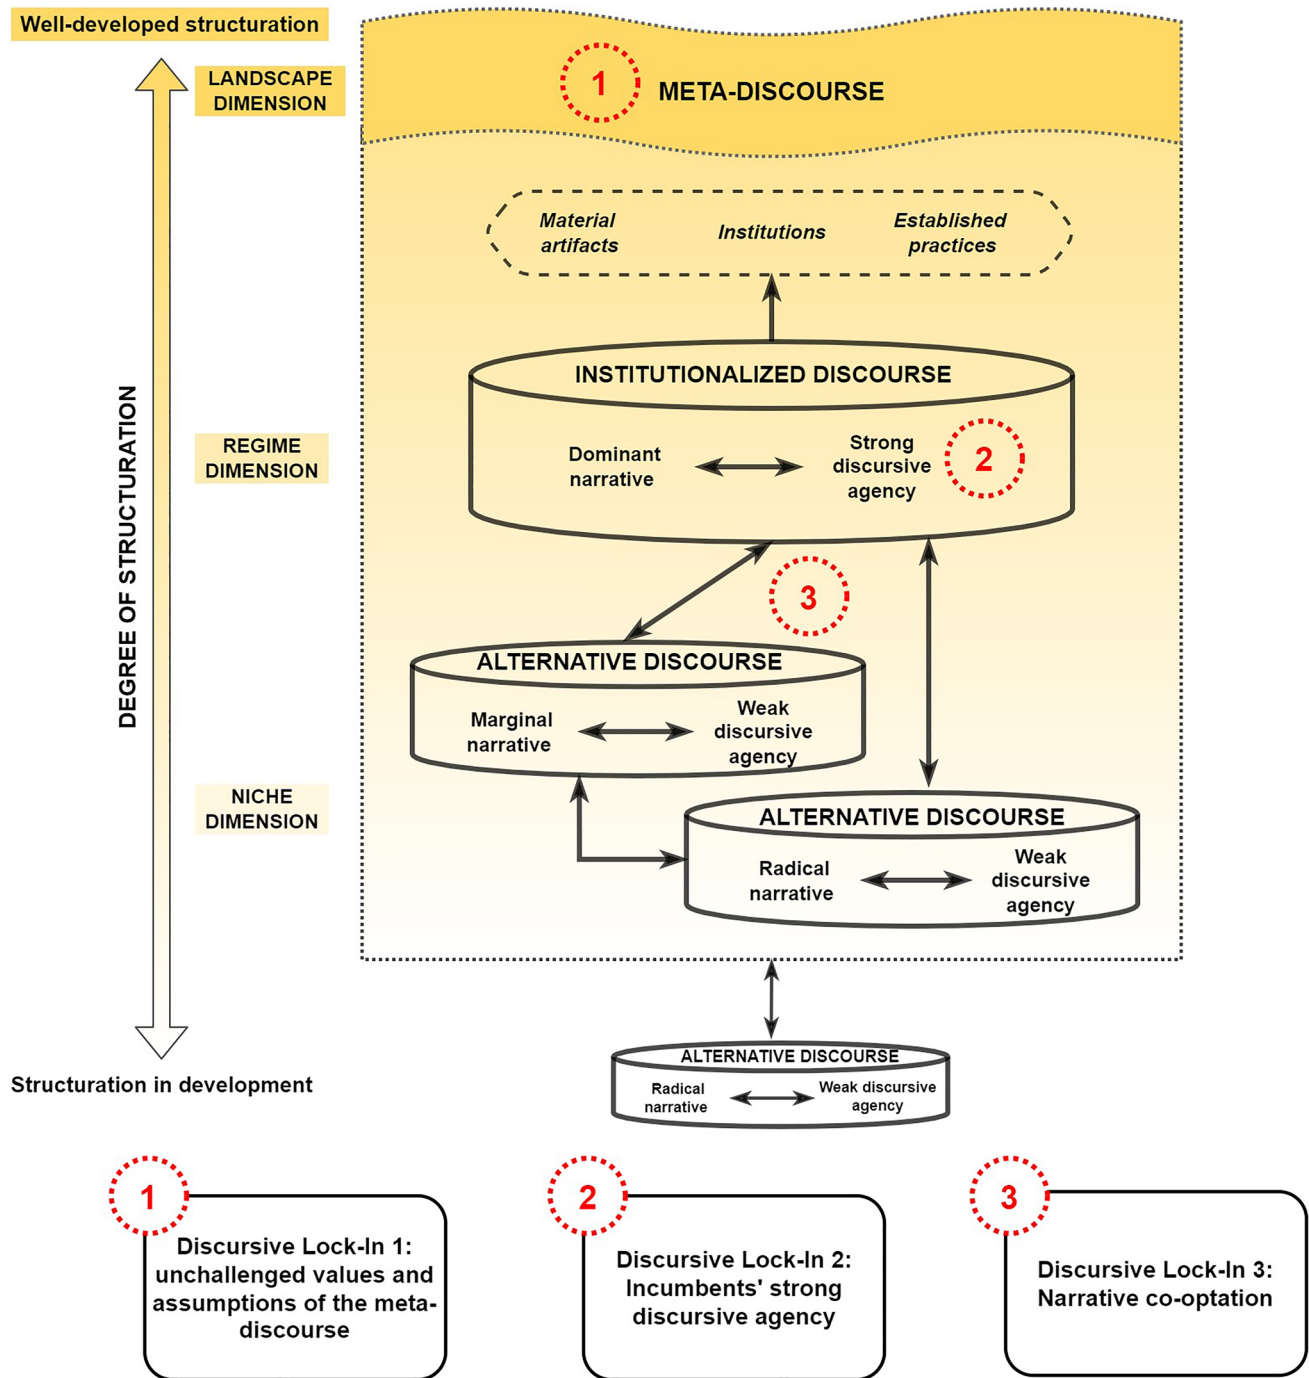 Well-developed structuration
LANDSCAPE
DIMENSION
1
META-DISCOURSE
Material
artifacts
Institutions
Established
practices
INSTITUTIONALIZED DISCOURSE
DEGREE OF STRUCTURATION
REGIME
DIMENSION
Dominant
narrative
Strong
discursive
agency
2
3
ALTERNATIVE DISCOURSE
Marginal
narrative
Weak
discursive
agency
NICHE
DIMENSION
ALTERNATIVE DISCOURSE
Radical
narrative
Weak
discursive
agency
ALTERNATIVE DISCOURSE
Radical
narrative
Weak discursive
agency
Structuration in development
1
Discursive Lock-In 1:
unchallenged values and
assumptions of the meta-
discourse
2
Discursive Lock-In 2:
Incumbents' strong
discursive agency
3
Discursive Lock-In 3:
Narrative co-optation